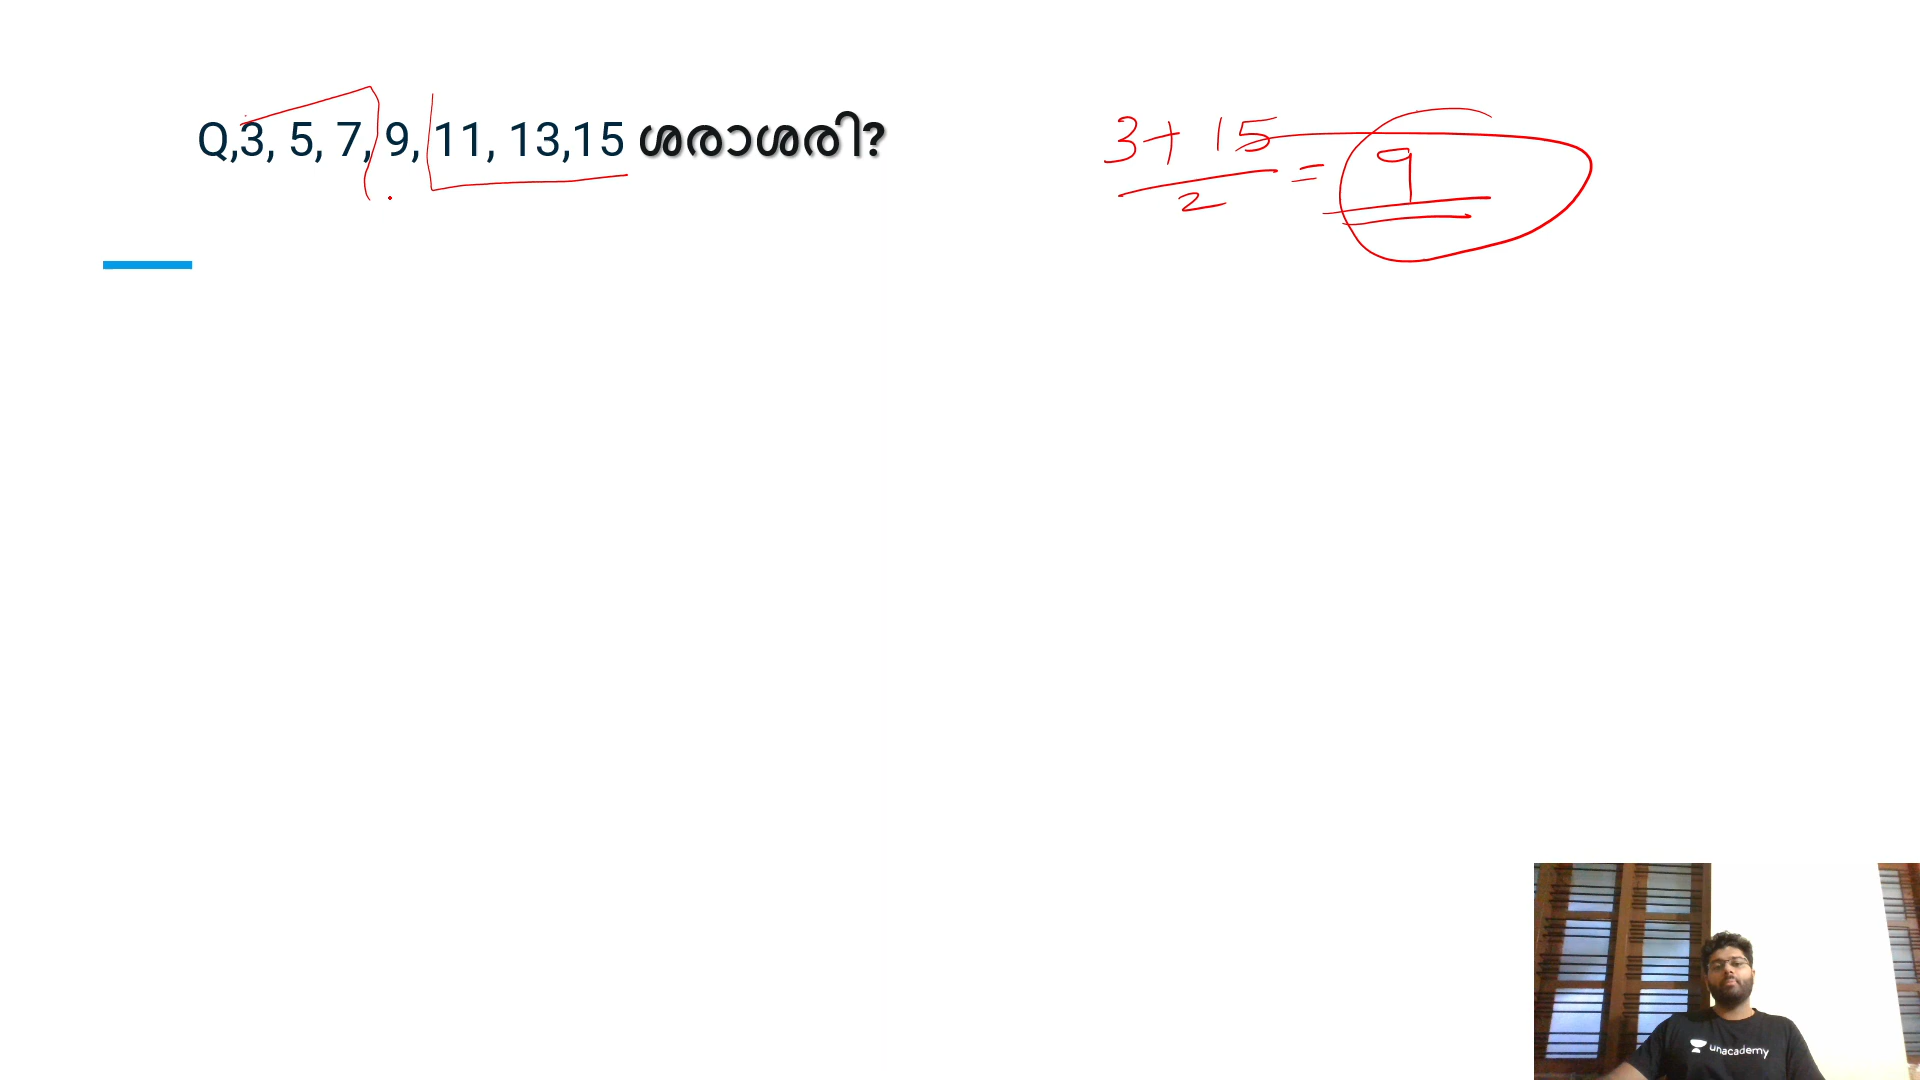 Q,3, 5, 7, 9, 11, 13,15 ശരാശരി?
3+ 15
2
= 9
unacademy